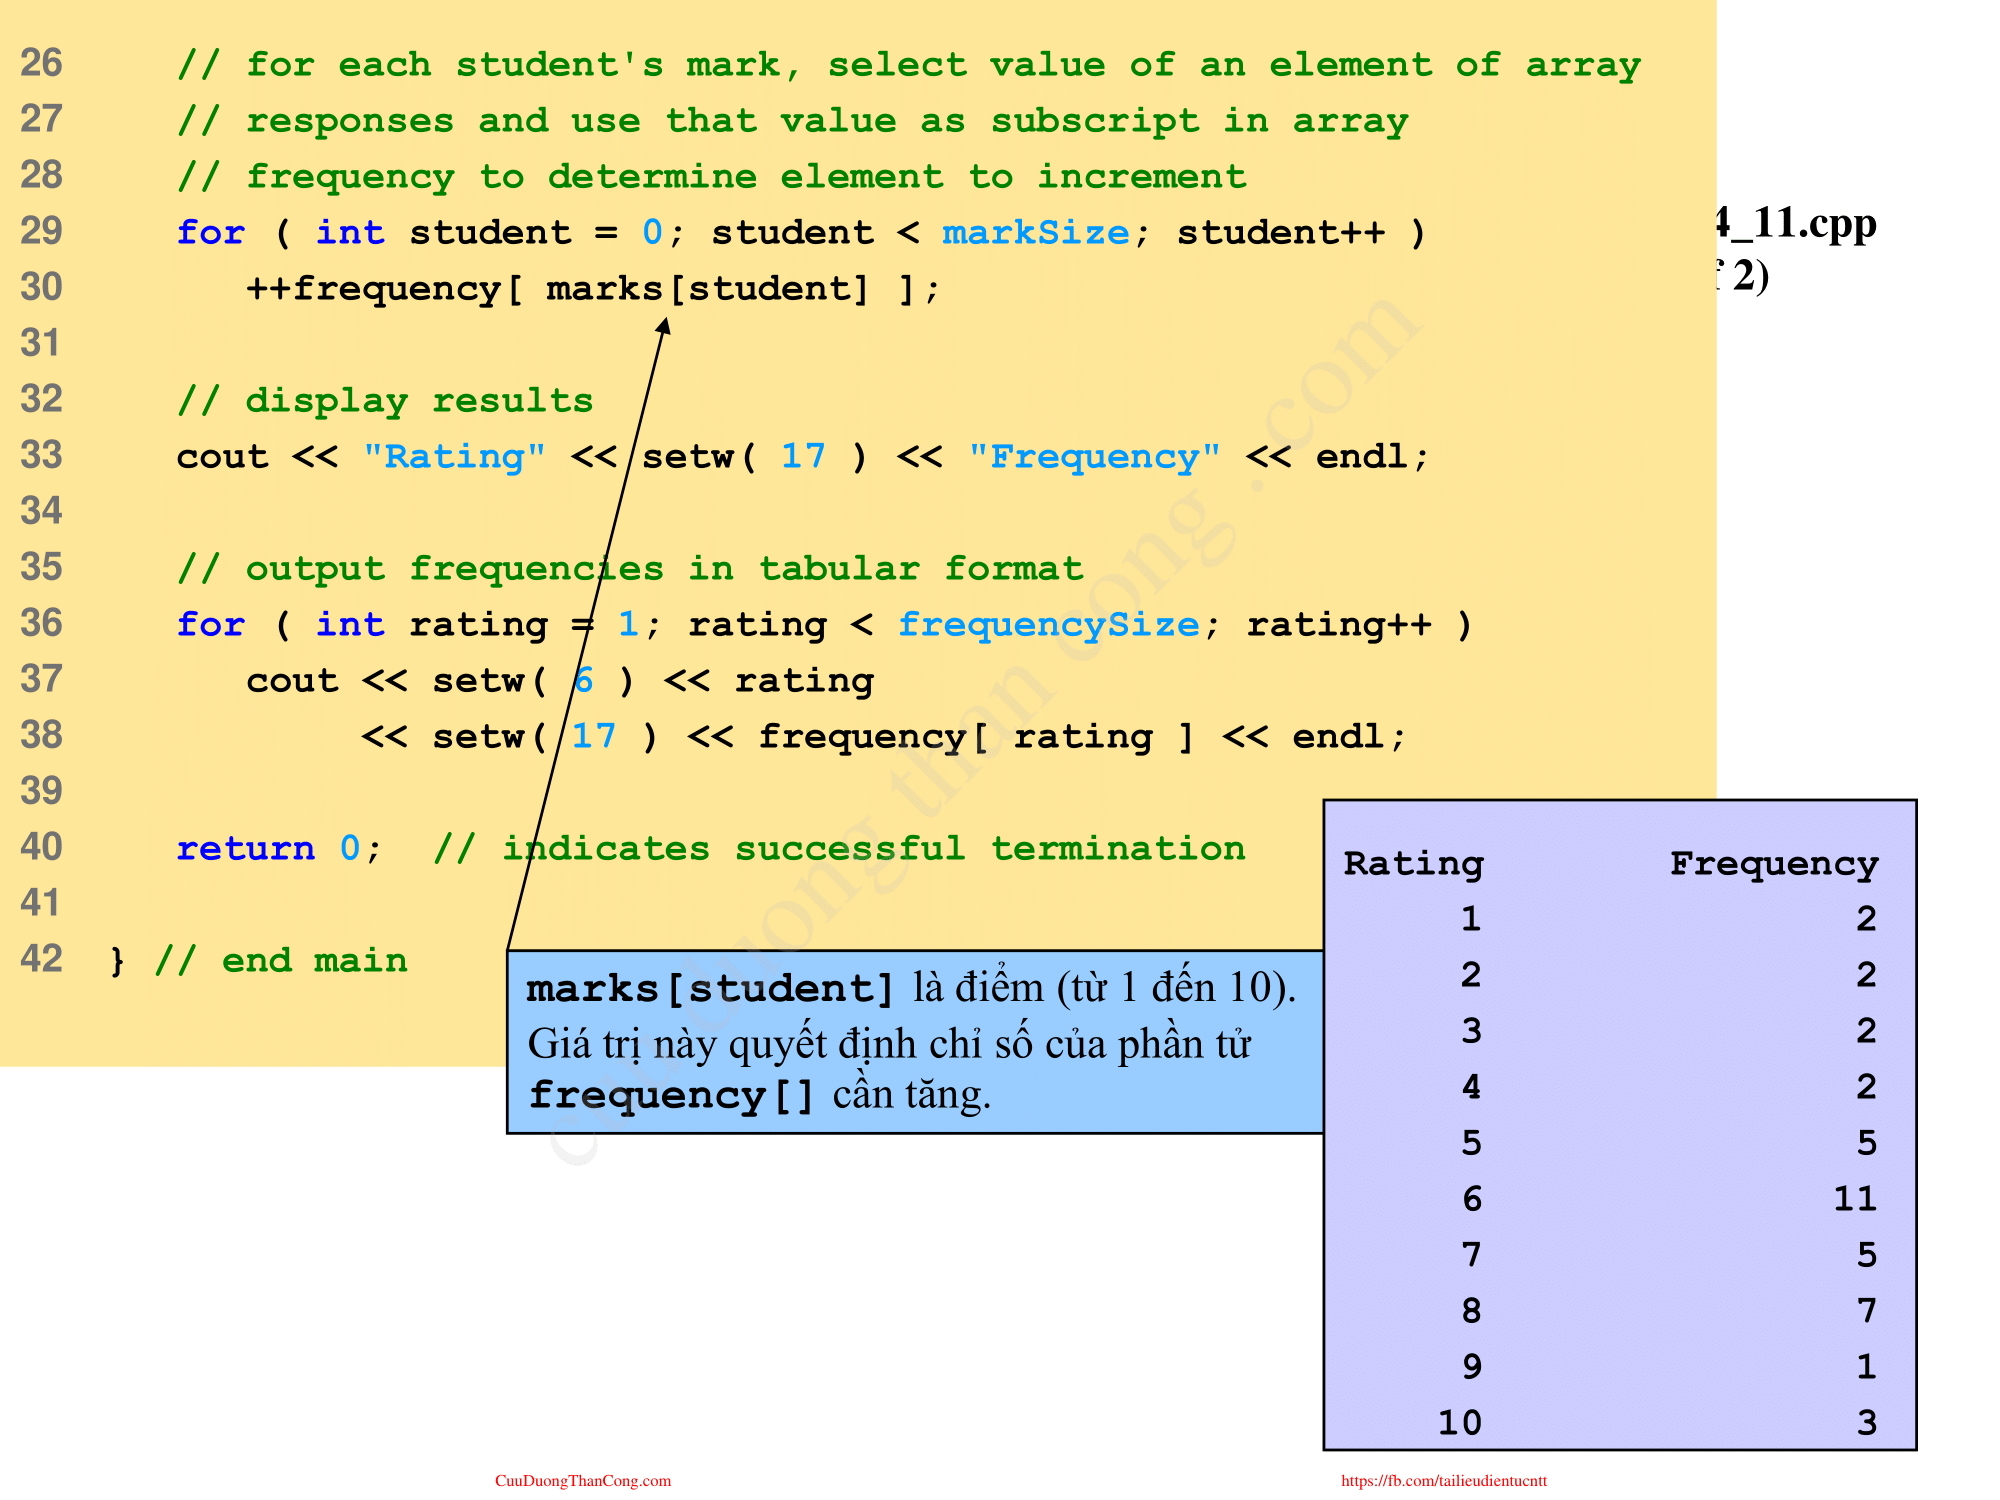 26 // for each student's mark, select value of an element of array
27 // responses and use that value as subscript in array
28 // frequency to determine element to increment
29 for ( int student = 0; student < markSize; student++ )
30 ++frequency[ marks[student] ];
31
32 // display results
33 cout << "Rating" << setw( 17 ) << "Frequency" << endl;
34
35 // output frequencies in tabular format
36 for ( int rating = 1; rating < frequencySize; rating++ )
37 cout << setw( 6 ) << rating
38 << setw( 17 ) << frequency[ rating ] << endl;
39
40 return 0; // indicates successful termination
41
42 } // end main
4_11.cpp
f 2)
marks[student] là điểm (từ 1 đến 10).
Giá trị này quyết định chỉ số của phần tử
frequency[] cần tăng.
Rating Frequency
1 2
2 2
3 2
4 2
5 5
6 11
7 5
8 7
9 1
10 3
cuu duong than cong . com
CuuDuongThanCong.com
https://fb.com/tailieudientucntt